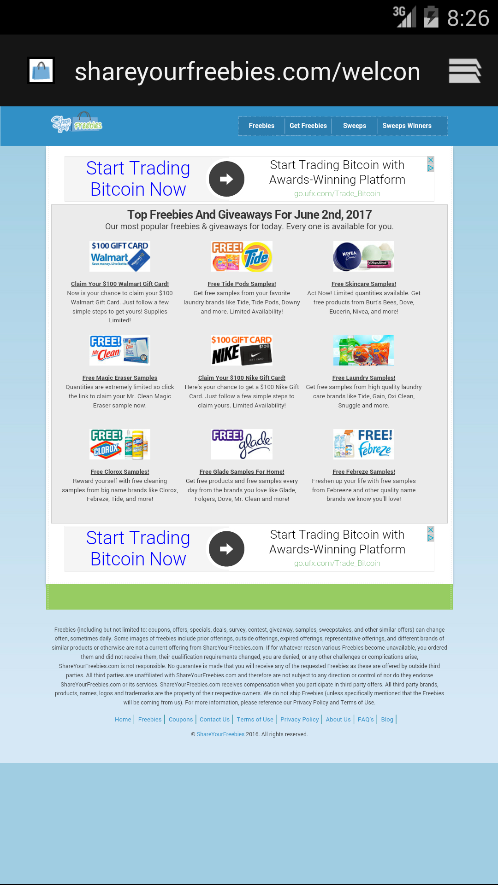 3G 8:26
shareyourfreebies.com/welcon
Freebies Get Freebies Sweeps Sweeps Winners
Start Trading
Bitcoin Now
Start Trading Bitcoin with
Awards-Winning Platform
go.ufx.com/Trade_Bitcoin
Top Freebies And Giveaways For June 2nd, 2017
Our most popular freebies & giveaways for today. Every one is available for you.
$100 GIFT CARD
Walmart
Claim Your $100 Walmart Gift Card!
Now is your chance to claim your $100
Walmart Gift Card. Just follow a few
simple steps to get yours! Supplies
Limited!
FREE! Tide
Free Tide Pods Samples!
Get free samples from your favorite
laundry brands like Tide, Tide Pods, Downy
and more. Limited Availability!
NIVEA
Free Skincare Samples!
Act Now! Limited quantities available. Get
free products from Burt's Bees, Dove,
Eucerin, Nivea, and more!
FREE!
Mr. Clean
Free Magic Eraser Samples
Quantities are extremely limited so click
the link to claim your Mr. Clean Magic
Eraser sample now.
$100 GIFT CARD
NIKE
Claim Your $100 Nike Gift Card!
Here's your chance to get a $100 Nike Gift
Card. Just follow a few simple steps to
claim yours. Limited Availability!
Free Laundry Samples!
Get free samples from high quality laundry
care brands like Tide, Gain, Oxi Clean,
Snuggle and more.
FREE!
CLOROX
Free Clorox Samples!
Reward yourself with free cleaning
samples from big name brands like Clorox,
Febreze, Tide, and more!
FREE!
glade
Free Glade Samples For Home!
Get free products and free samples every
day from the brands you love like Glade,
Folgers, Dove, Mr. Clean and more!
FREE!
febreze
Free Febreze Samples!
Freshen up your life with free samples
from Febreeze and other quality name
brands we know you'll love!
Start Trading
Bitcoin Now
Start Trading Bitcoin with
Awards-Winning Platform
go.ufx.com/Trade_Bitcoin
Freebies (including but not limited to: coupons, offers, specials, deals, survey, contest, giveaway, samples, sweepstakes, and other similar offers) can change
often, sometimes daily. Some images of freebies include prior offerings, outside offerings, expired offerings, representative offerings, and different brands of
similar products or otherwise are not a current offering from ShareYourFreebies.com. If for whatever reason various Freebies become unavailable, you ordered
them and did not receive them, their qualification requirements changed, you are denied, or any other challenges or complications arise,
ShareYourFreebies.com is not responsible. No guarantee is made that you will receive any of the requested Freebies as these are offered by outside third
parties. All third parties are unaffiliated with ShareYourFreebies.com and therefore are not subject to any direction or control of nor do they endorse
ShareYourFreebies.com or its services. ShareYourFreebies.com receives compensation when you participate in third party offers. All third party brands,
products, names, logos and trademarks are the property of their respective owners. We do not ship Freebies (unless specifically mentioned that the Freebies
will be coming from us). For more information, please reference our Privacy Policy and Terms of Use.
Home Freebies Coupons Contact Us Terms of Use Privacy Policy About Us FAQ's Blog
© ShareYourFreebies 2016. All rights reserved.